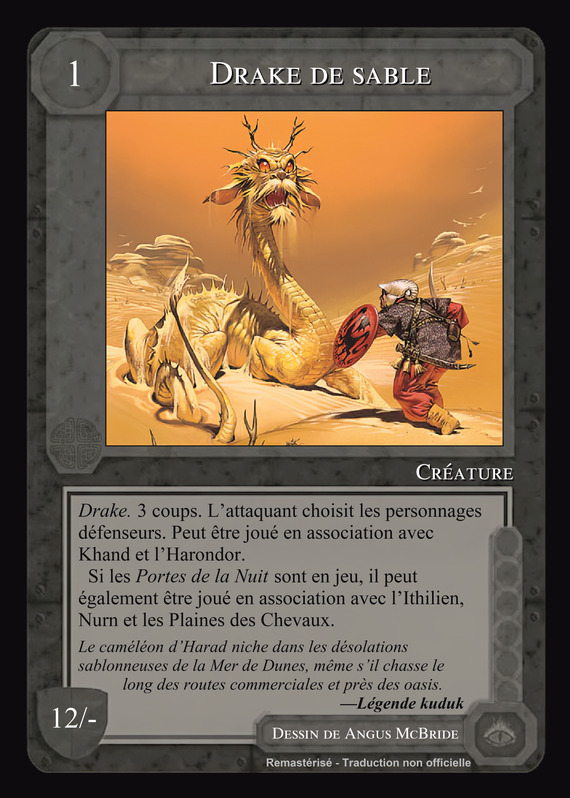 1
DRAKE DE SABLE
CRÉATURE
Drake. 3 coups. L'attaquant choisit les personnages
défenseurs. Peut être joué en association avec
Khand et l'Harondor.
Si les Portes de la Nuit sont en jeu, il peut
également être joué en association avec l'Ithilien,
Nurn et les Plaines des Chevaux.
Le caméléon d'Harad niche dans les désolations
sablonneuses de la Mer de Dunes, même s'il chasse le
long des routes commerciales et près des oasis.
—Légende kuduk
12/-
DESSIN DE ANGUS MCBRIDE
Remastérisé - Traduction non officielle